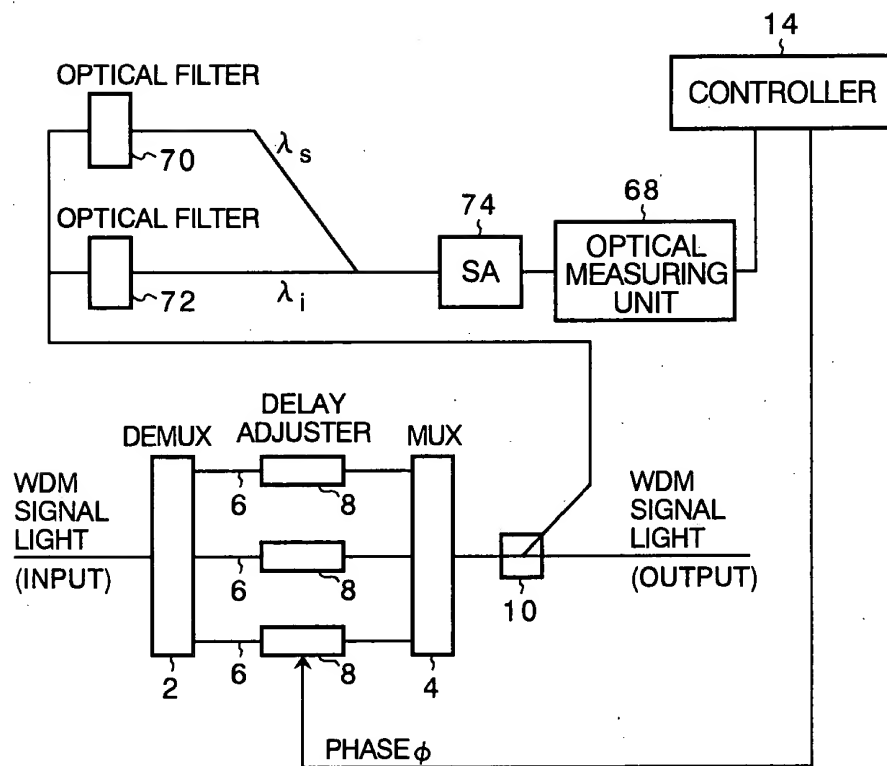 14
OPTICAL FILTER
CONTROLLER
70
λs
OPTICAL FILTER
74
68
SA
OPTICAL
MEASURING
UNIT
72
λi
DELAY
ADJUSTER
DEMUX
MUX
WDM
SIGNAL
LIGHT
(INPUT)
6
8
WDM
SIGNAL
LIGHT
(OUTPUT)
6
8
10
6
8
2
4
PHASE ϕ